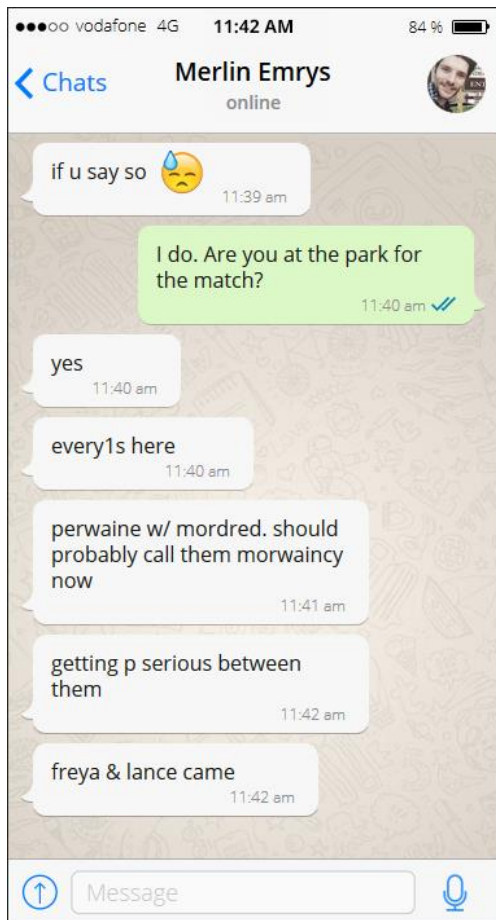 vodafone 4G 11:42 AM 84 %
Chats Merlin Emrys
online
if u say so
11:39 am
I do. Are you at the park for
the match?
11:40 am
yes
11:40 am
every1s here
11:40 am
perwaine w/ mordred. should
probably call them morwaincy
now
11:41 am
getting p serious between
them
11:42 am
freya & lance came
11:42 am
Message